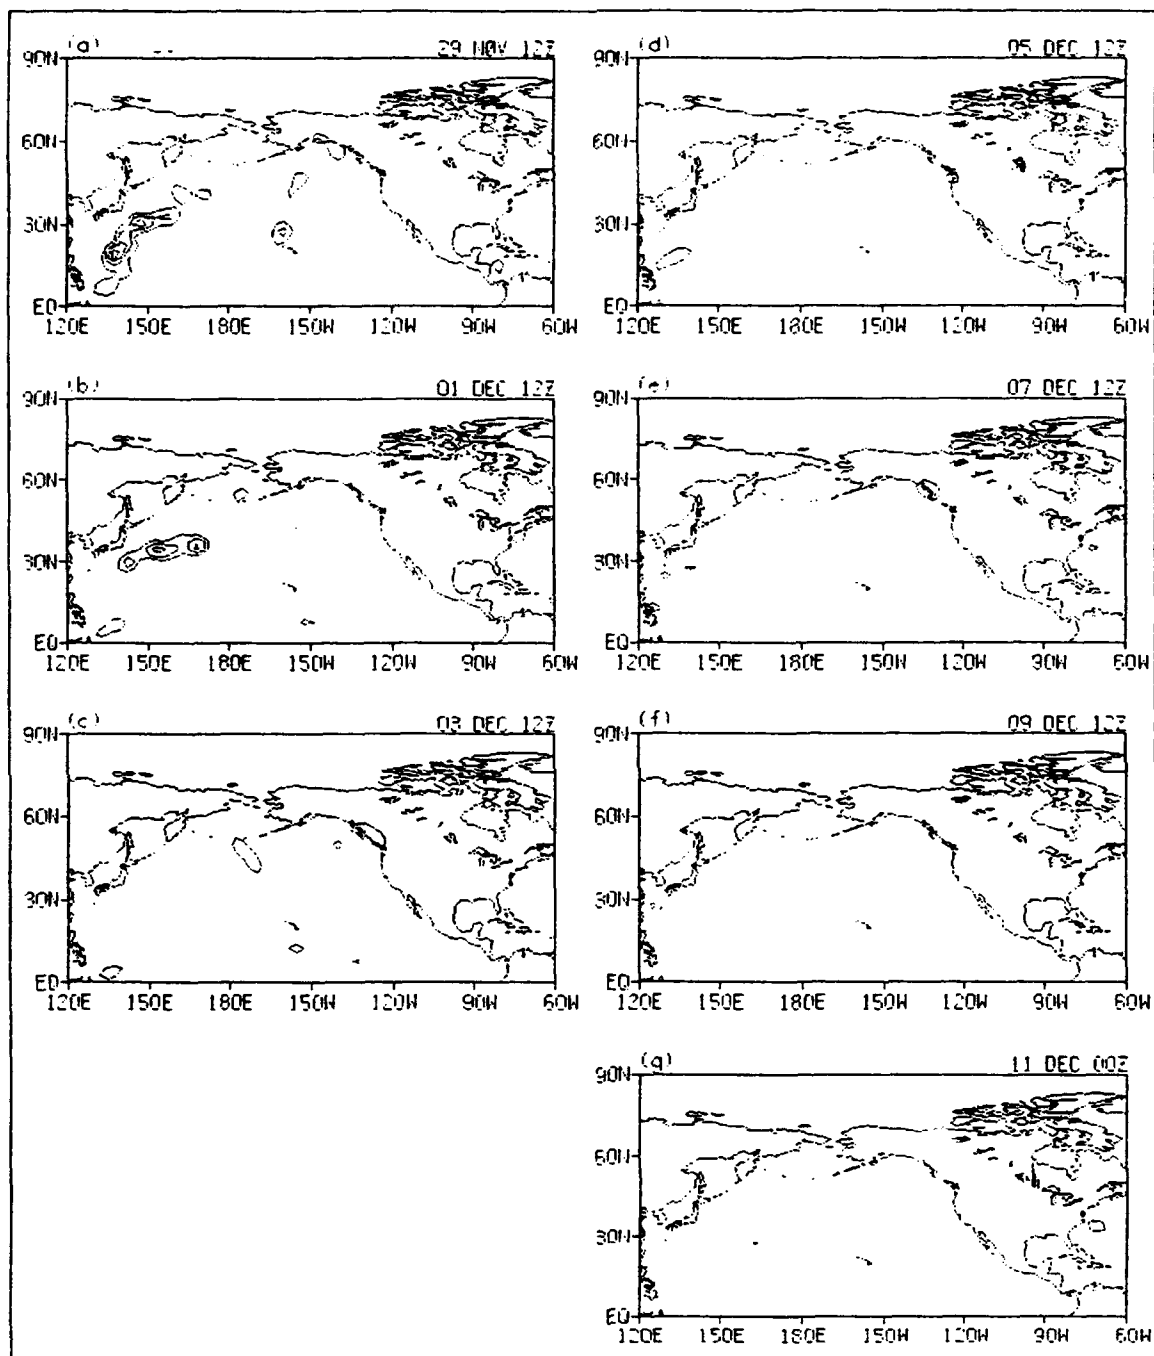 (a) 29 NOV 12Z
90N
60N
30N
EQ
120E 150E 180E 150W 120W 90W 60W
(b) 01 DEC 12Z
90N
60N
30N
EQ
120E 150E 180E 150W 120W 90W 60W
(c) 03 DEC 12Z
90N
60N
30N
EQ
120E 150E 180E 150W 120W 90W 60W
(d) 05 DEC 12Z
90N
60N
30N
EQ
120E 150E 180E 150W 120W 90W 60W
(e) 07 DEC 12Z
90N
60N
30N
EQ
120E 150E 180E 150W 120W 90W 60W
(f) 09 DEC 12Z
90N
60N
30N
EQ
120E 150E 180E 150W 120W 90W 60W
(g) 11 DEC 00Z
90N
60N
30N
EQ
120E 150E 180E 150W 120W 90W 60W